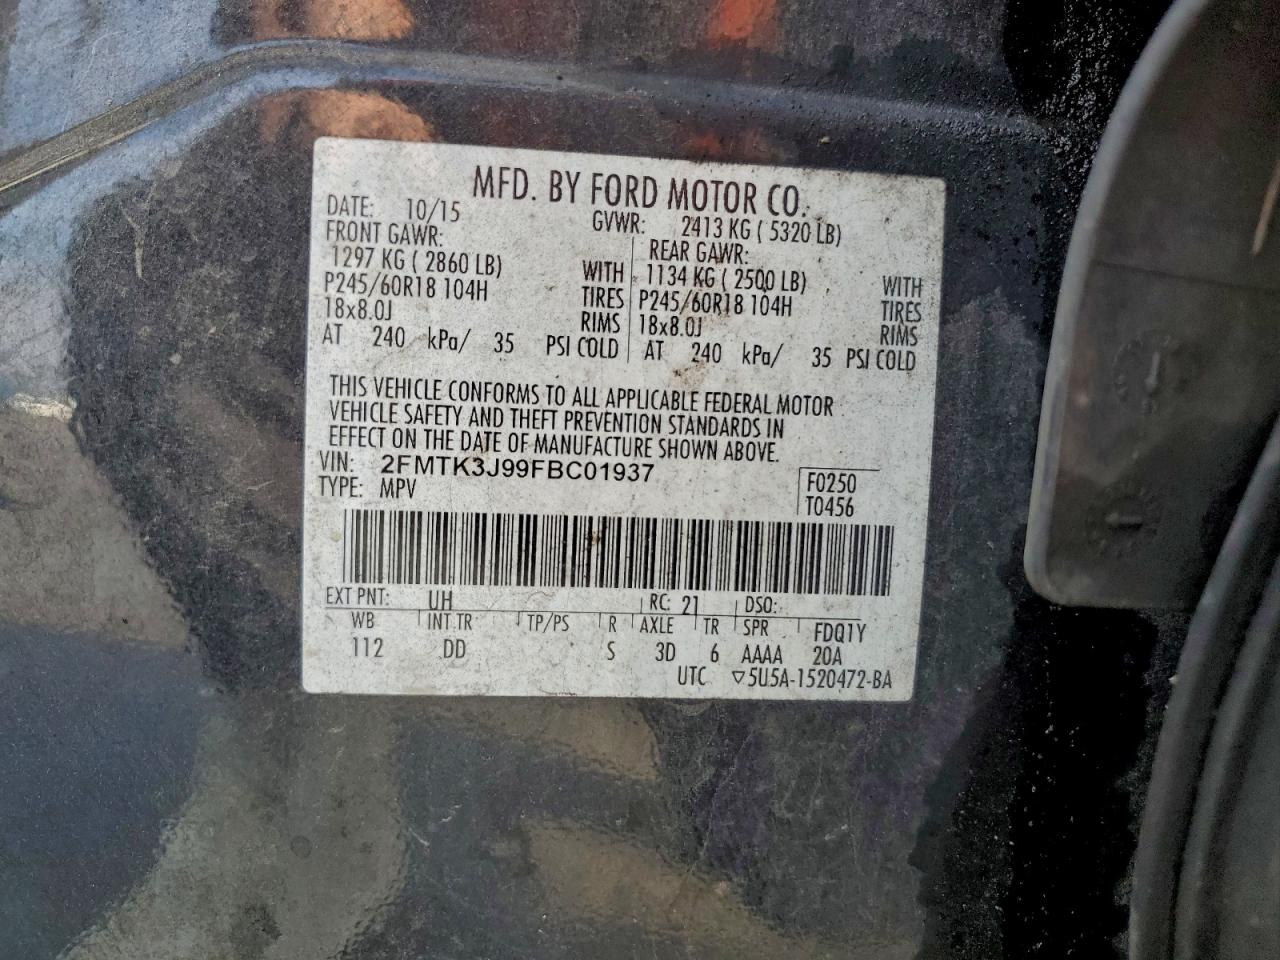 MFD. BY FORD MOTOR CO.
DATE: 10/15 GVWR: 2413 KG ( 5320 LB)
FRONT GAWR: REAR GAWR:
1297 KG ( 2860 LB) WITH 1134 KG ( 2500 LB) WITH
P245/60R18 104H TIRES P245/60R18 104H TIRES
18x8.0J RIMS 18x8.0J RIMS
AT 240 kPa/ 35 PSI COLD AT 240 kPa/ 35 PSI COLD
THIS VEHICLE CONFORMS TO ALL APPLICABLE FEDERAL MOTOR
VEHICLE SAFETY AND THEFT PREVENTION STANDARDS IN
EFFECT ON THE DATE OF MANUFACTURE SHOWN ABOVE.
VIN: 2FMTK3J99FBC01937 F0250
TYPE: MPV T0456
EXT PNT: UH RC: 21 DSO:
WB INT TR TP/PS R AXLE TR SPR FDQ1Y
112 DD S 3D 6 AAAA 20A
UTC ▽5U5A-1520472-BA